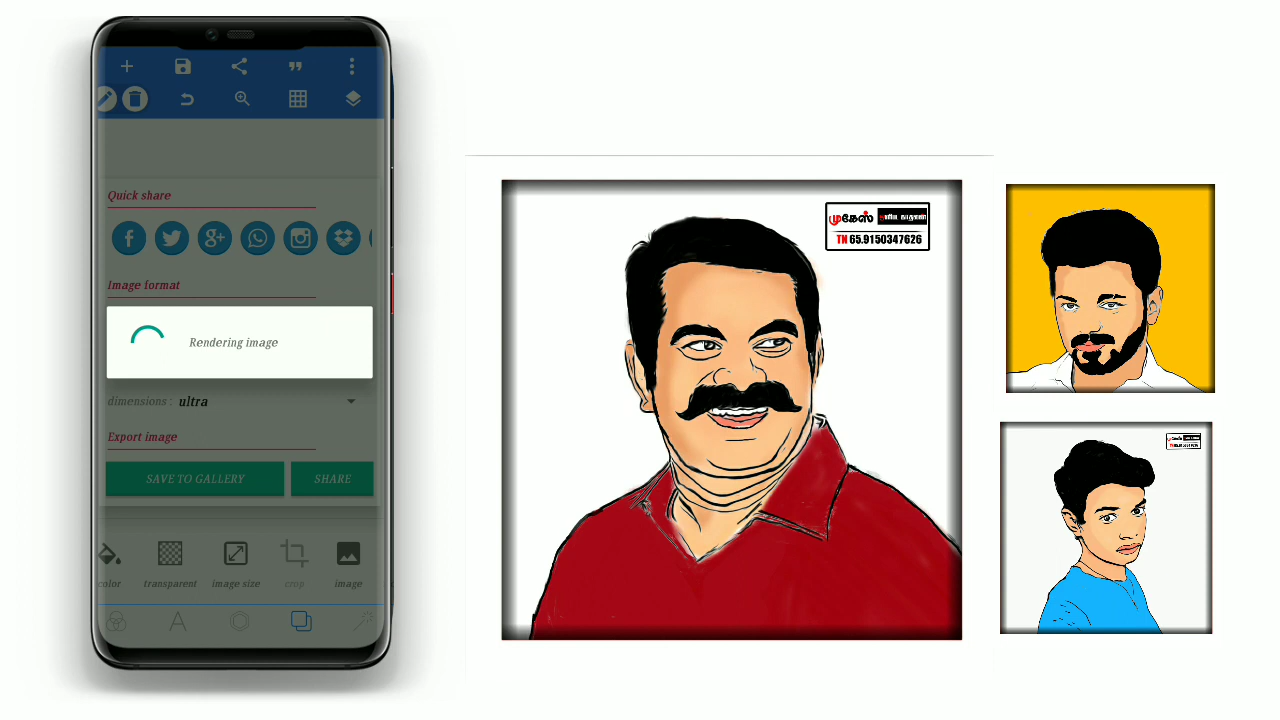 Quick share
Image format
Rendering image
dimensions : ultra
Export image
SAVE TO GALLERY
SHARE
color
transparent
image size
crop
image
முகேஸ்
TN 65.9150347626